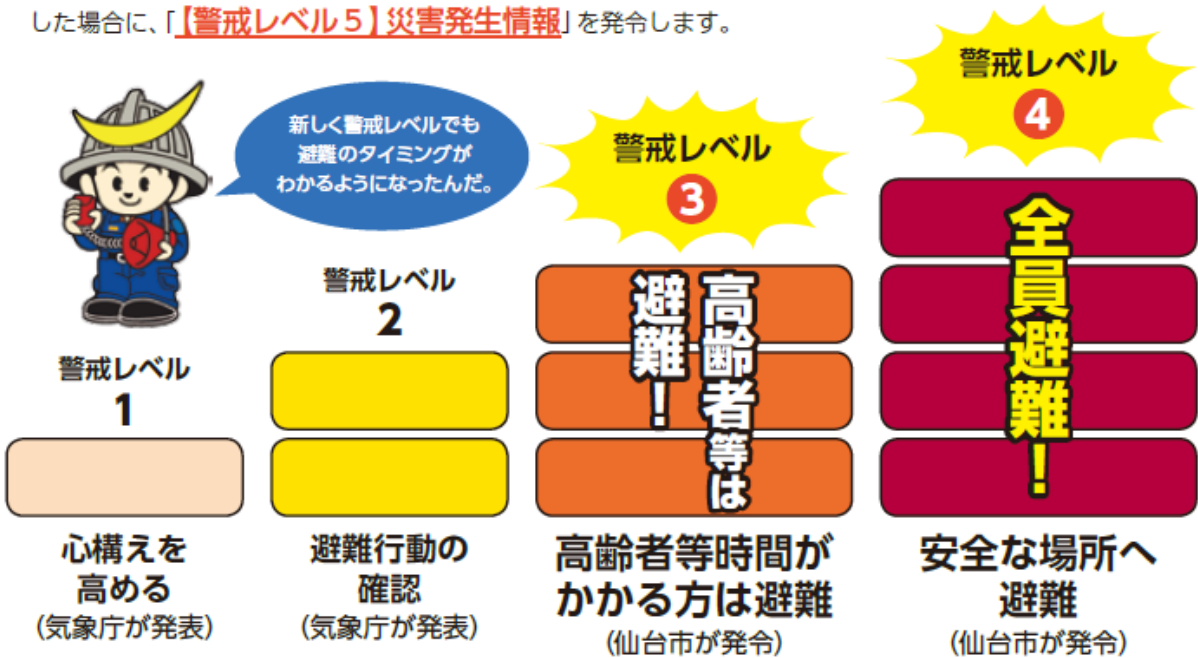 した場合に、「【警戒レベル５】災害発生情報」を発令します。
新しく警戒レベルでも
避難のタイミングが
わかるようになったんだ。
警戒レベル
1
心構えを
高める
(気象庁が発表)
警戒レベル
2
避難行動の
確認
(気象庁が発表)
警戒レベル
3
高齢者等は
避難！
高齢者等時間が
かかる方は避難
(仙台市が発令)
警戒レベル
4
全員避難！
安全な場所へ
避難
(仙台市が発令)